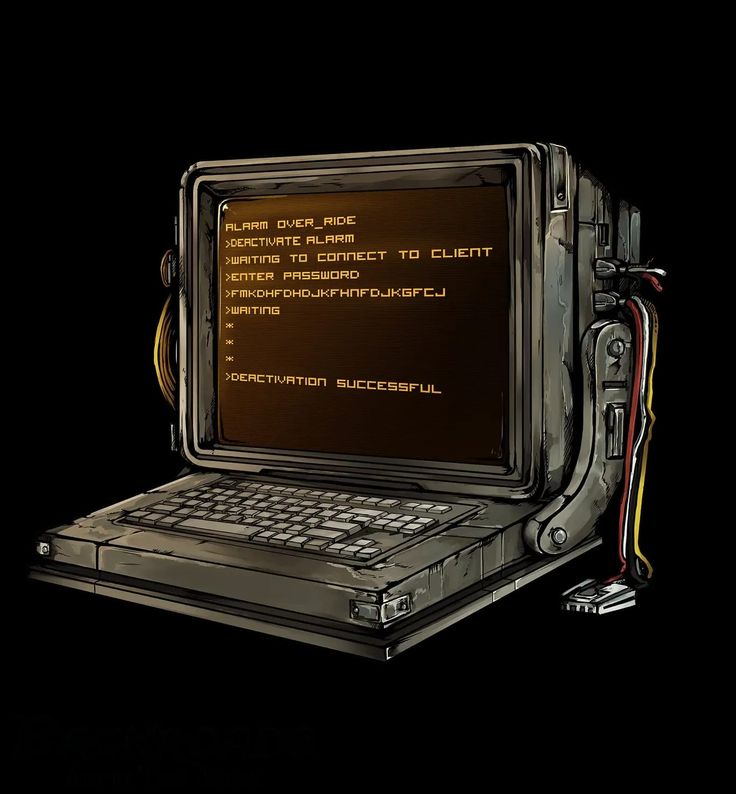 ALARM OVER_RIDE
>DEACTIVATE ALARM
>WAITING TO CONNECT TO CLIENT
>ENTER PASSWORD
>FMKDHFDHDJKFHNFDJKGFCJ
>WAITING
*
*
*
>DEACTIVATION SUCCESSFUL